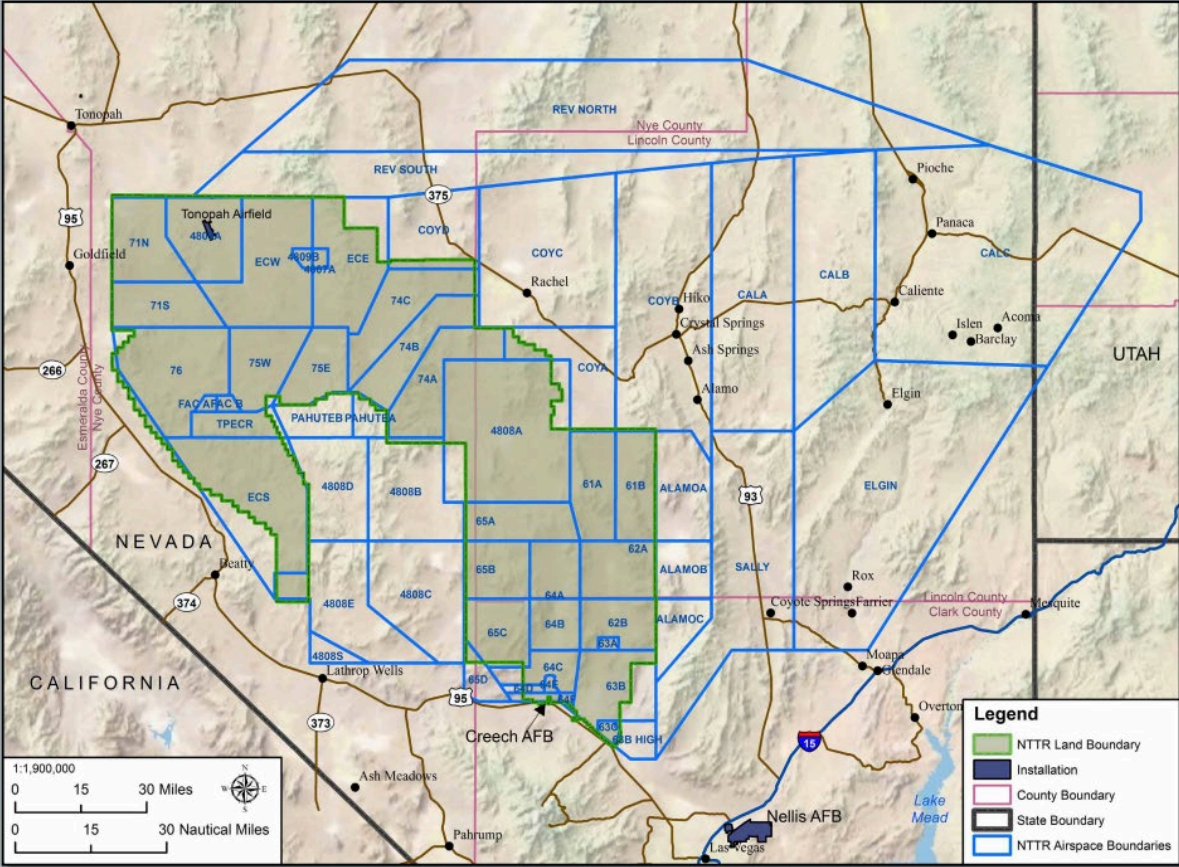 REV NORTH
Nye County
Lincoln County
Tonopah
REV SOUTH
Pioche
375
95
Tonopah Airfield
71N
COYD
Panaca
Goldfield
ECW
4809B
ECE
COYC
CALC
CALB
Rachel
74C
COYB
Hiko
CALA
Caliente
71S
Crystal Springs
Islen
Acoma
Barclay
74B
Ash Springs
UTAH
76
75W
75E
COYA
266
74A
Alamo
Elgin
Esmeralda County
Nye County
TPECR
PAHUTEB
PAHUTEA
4808A
267
4808D
4808B
61A
61B
ALAMOA
ELGIN
ECS
93
65A
NEVADA
62A
Beatty
65B
ALAMOB
SALLY
Rox
374
4808E
4808C
64A
Lincoln County
Clark County
Coyote Springs
Farrier
Mesquite
65C
64B
62B
ALAMOC
63A
4808S
64C
Moapa
Glendale
Lathrop Wells
CALIFORNIA
65D
63B
95
373
Creech AFB
Overton
15
Ash Meadows
Nellis AFB
Lake
Mead
Pahrump
Las Vegas
1:1,900,000
N
W
E
S
0 15 30 Miles
0 15 30 Nautical Miles
Legend
NTTR Land Boundary
Installation
County Boundary
State Boundary
NTTR Airspace Boundaries